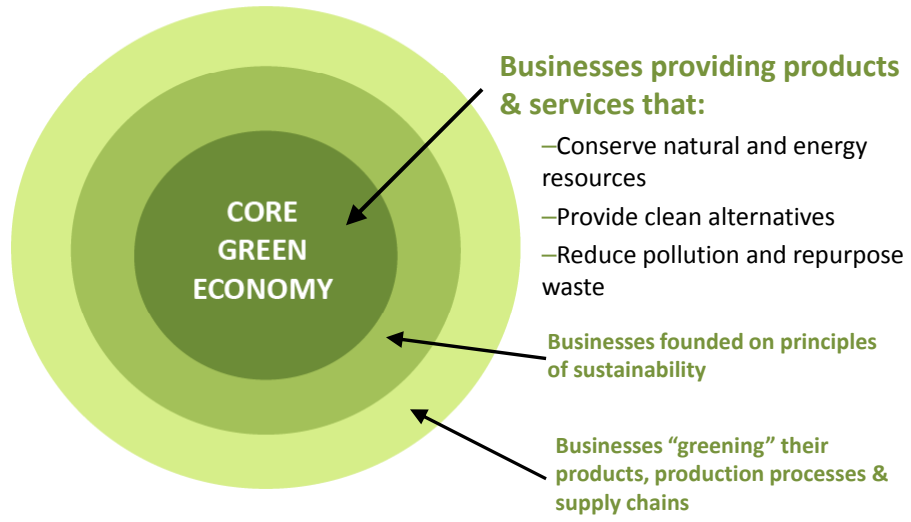 CORE
GREEN
ECONOMY
Businesses providing products
& services that:
–Conserve natural and energy
resources
–Provide clean alternatives
–Reduce pollution and repurpose
waste
Businesses founded on principles
of sustainability
Businesses “greening” their
products, production processes &
supply chains